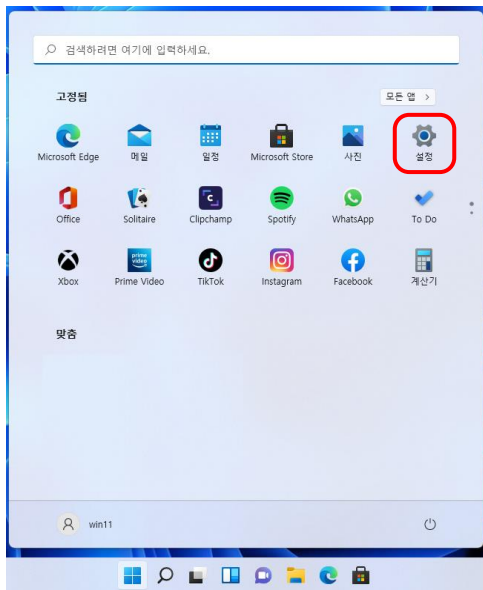 검색하려면 여기에 입력하세요.
고정됨
모든 앱 >
Microsoft Edge 메일 일정 Microsoft Store 사진 설정
Office Solitaire Clipchamp Spotify WhatsApp To Do
prime video
Xbox Prime Video TikTok Instagram Facebook 계산기
맞춤
win11